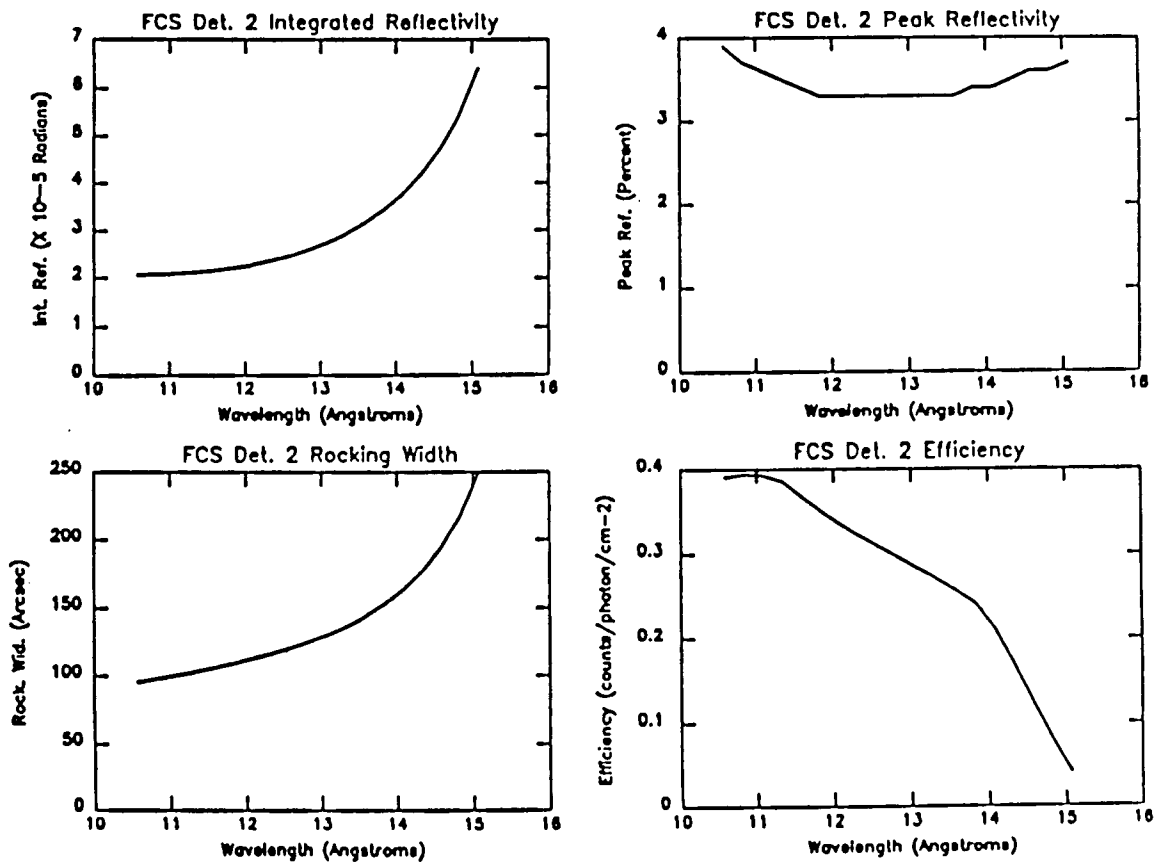 FCS Det. 2 Integrated Reflectivity
7
6
5
4
3
2
1
0
Int. Ref. (X 10-5 Radians)
10 11 12 13 14 15 16
Wavelength (Angstroms)
FCS Det. 2 Peak Reflectivity
4
3
2
1
0
Peak Ref. (Percent)
10 11 12 13 14 15 16
Wavelength (Angstroms)
FCS Det. 2 Rocking Width
250
200
150
100
50
0
Rock. Wid. (Arcsec)
10 11 12 13 14 15 16
Wavelength (Angstroms)
FCS Det. 2 Efficiency
0.4
0.3
0.2
0.1
0
Efficiency (counts/photon/cm-2)
10 11 12 13 14 15 16
Wavelength (Angstroms)